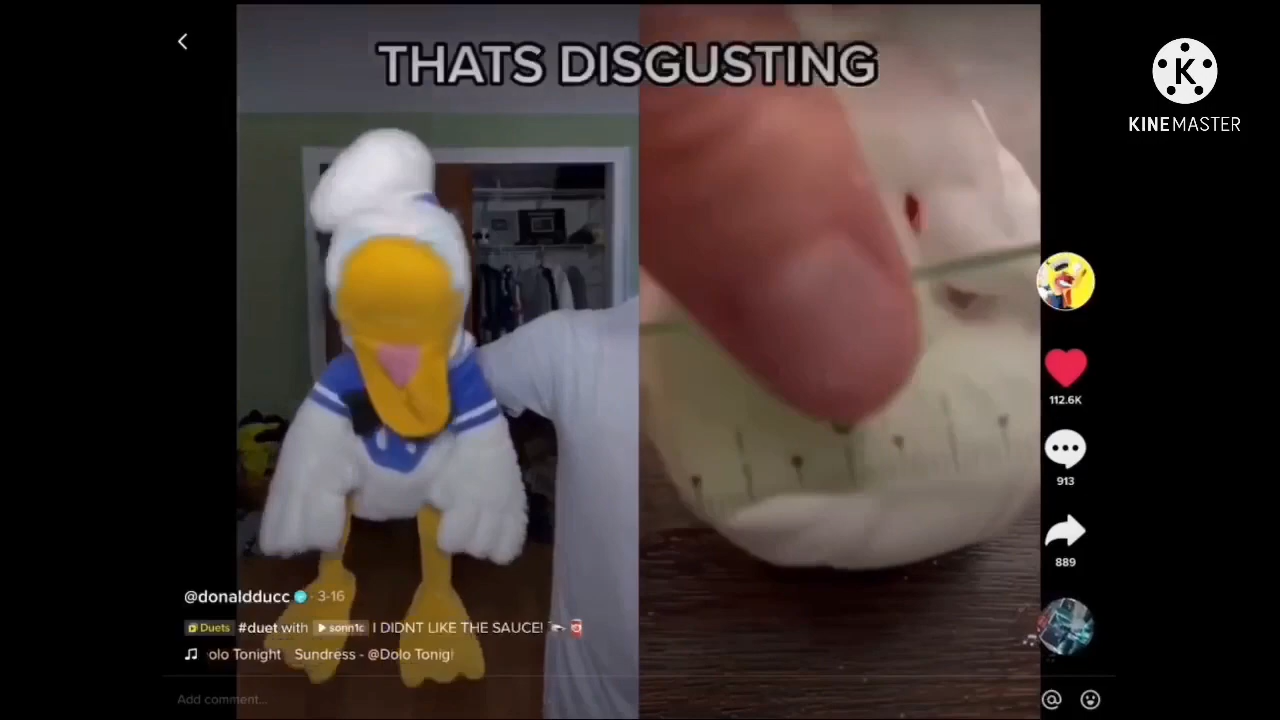 THATS DISGUSTING
K
KINEMASTER
112.6K
913
889
@donaldducc · 3-16
Duets #duet with sonn1c I DIDNT LIKE THE SAUCE!
olo Tonight Sundress - @Dolo Tonig
Add comment...